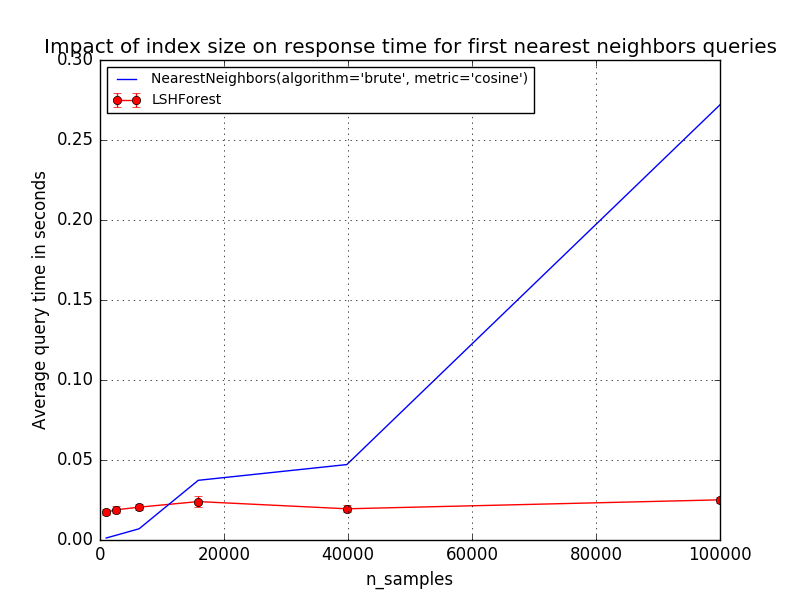 Impact of index size on response time for first nearest neighbors queries
0.30
NearestNeighbors(algorithm='brute', metric='cosine')
LSHForest
0.25
0.20
0.15
0.10
0.05
0.00
Average query time in seconds
0 20000 40000 60000 80000 100000
n_samples